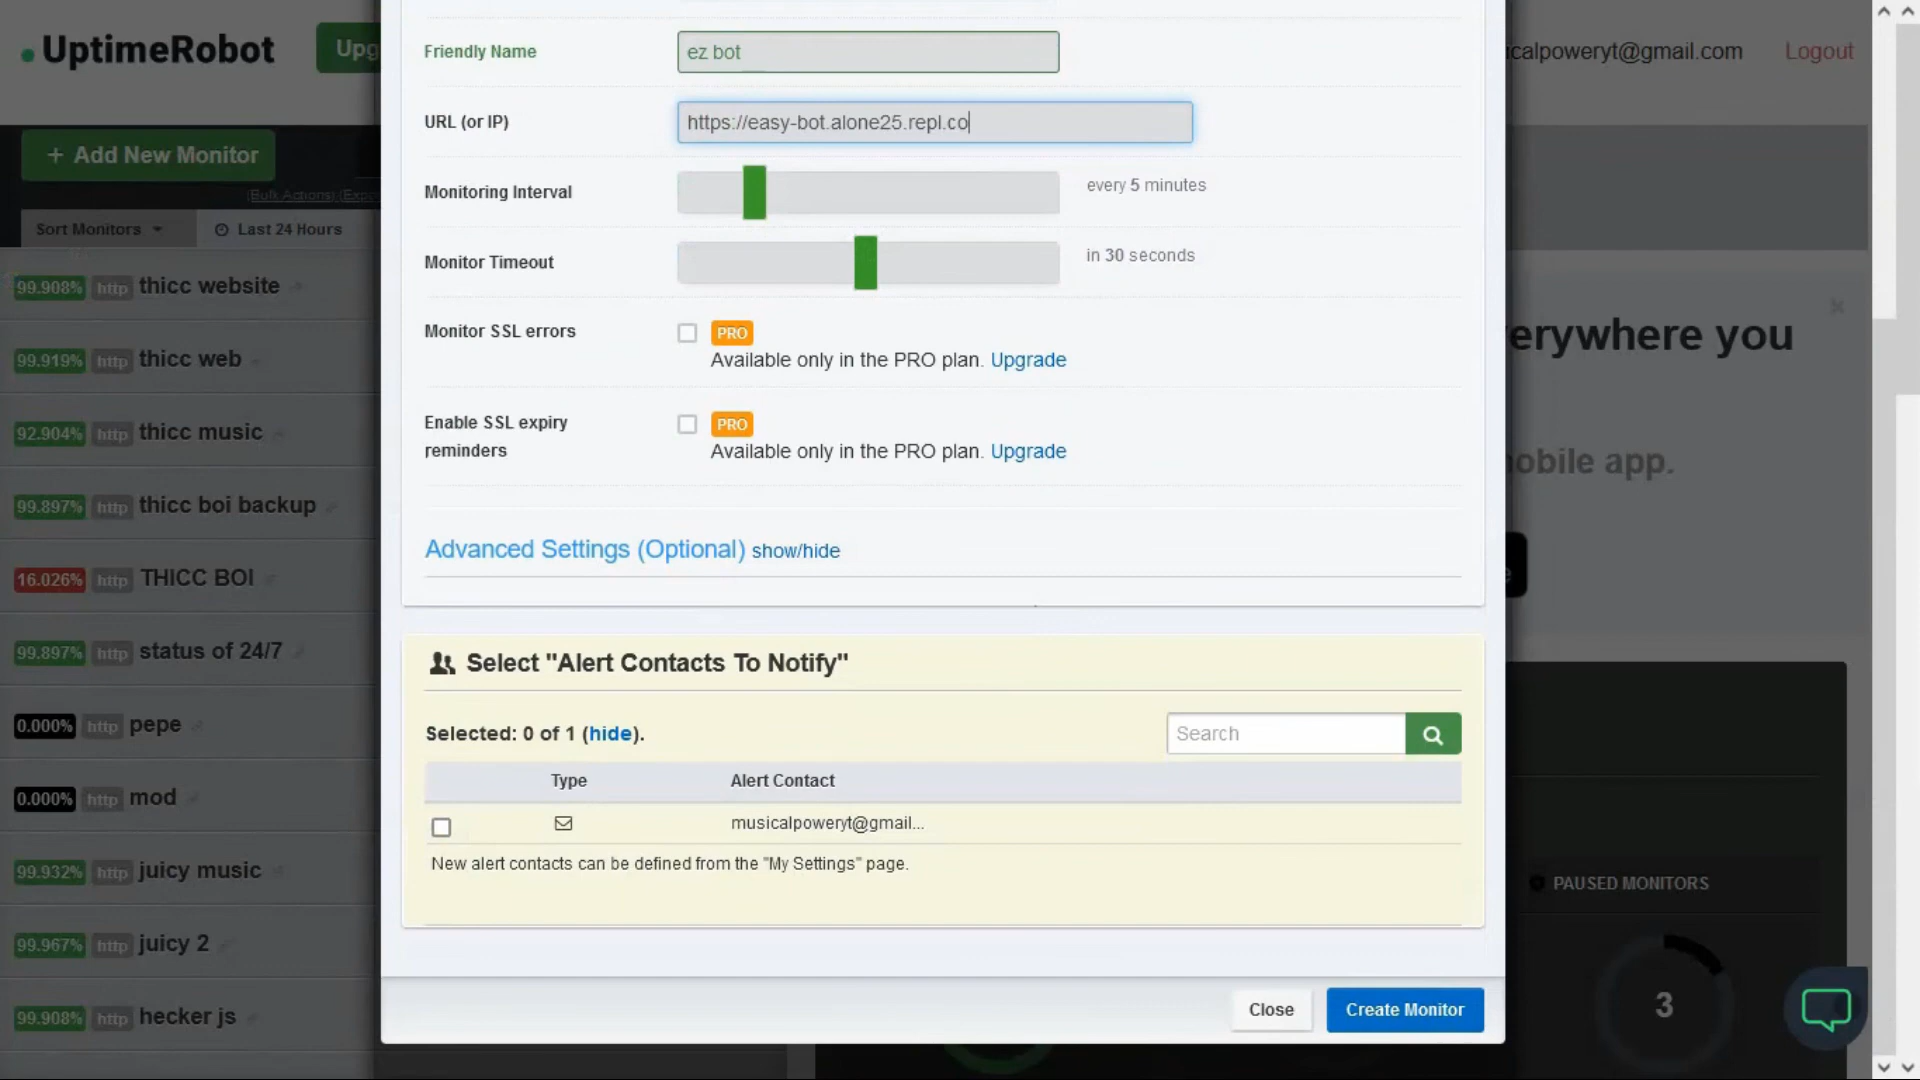 UptimeRobot
Upg
icalpoweryt@gmail.com
Logout
+ Add New Monitor
(Bulk Actions) (Expo
Sort Monitors
Last 24 Hours
99.908% http thicc website
99.919% http thicc web
92.904% http thicc music
99.897% http thicc boi backup
16.026% http THICC BOI
99.897% http status of 24/7
0.000% http pepe
0.000% http mod
99.932% http juicy music
99.967% http juicy 2
99.908% http hecker js
Friendly Name
ez bot
URL (or IP)
https://easy-bot.alone25.repl.co
Monitoring Interval
every 5 minutes
Monitor Timeout
in 30 seconds
Monitor SSL errors
PRO
Available only in the PRO plan. Upgrade
Enable SSL expiry
reminders
PRO
Available only in the PRO plan. Upgrade
Advanced Settings (Optional) show/hide
Select "Alert Contacts To Notify"
Selected: 0 of 1 (hide).
Search
Type
Alert Contact
musicalpoweryt@gmail...
New alert contacts can be defined from the "My Settings" page.
Close
Create Monitor
erywhere you
obile app.
PAUSED MONITORS
3